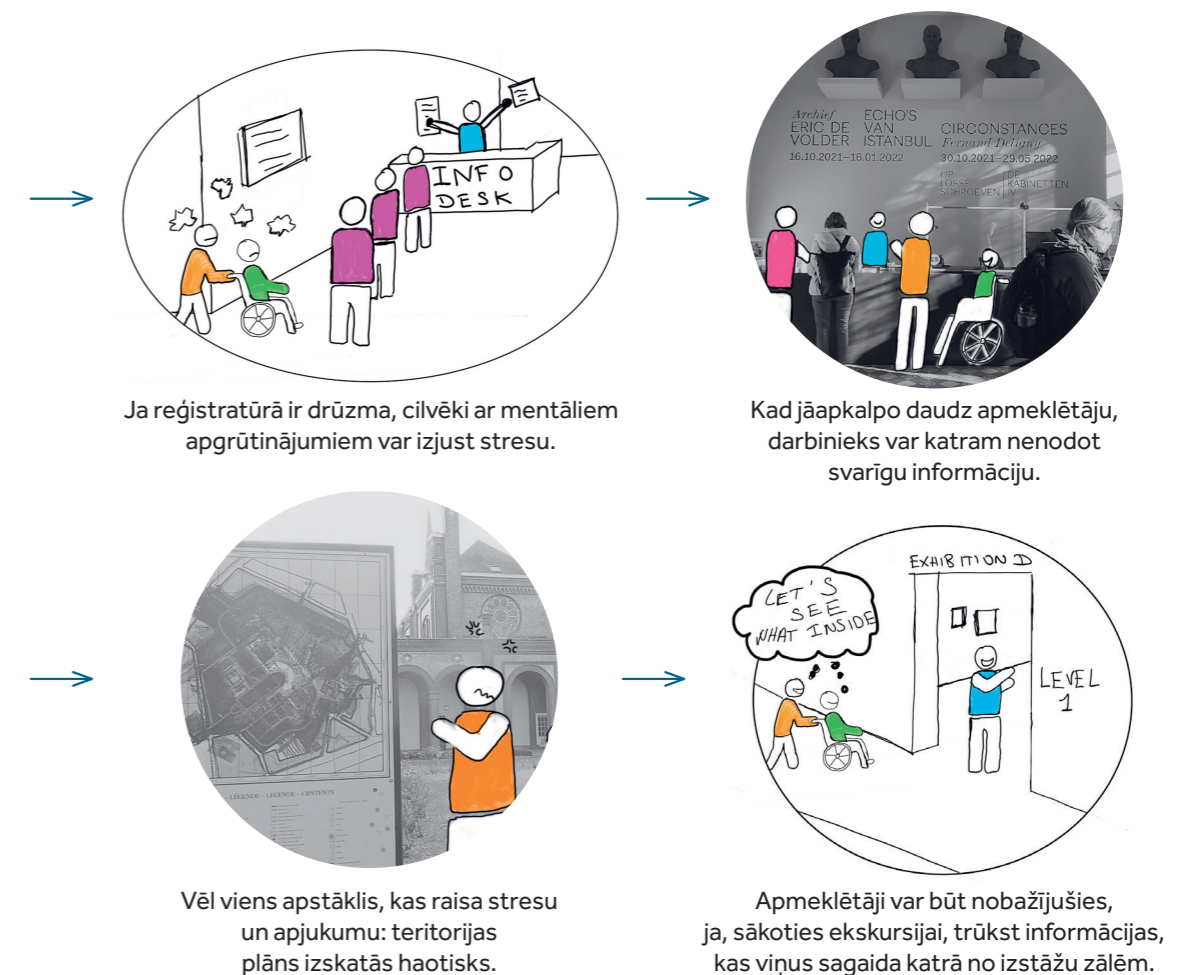 INFO
DESK
Archief
ERIC DE
VOLDER
16.10.2021–16.01.2022
ECHO'S
VAN
ISTANBUL
CIRCONSTANCES
Fernand Deligny
30.10.2021–29.05.2022
OP
LOSSE
SCHROEVEN
DE
KABINETTEN
IV
Ja reģistratūrā ir drūzma, cilvēki ar mentāliem
apgrūtinājumiem var izjust stresu.
Kad jāapkalpo daudz apmeklētāju,
darbinieks var katram nenodot
svarīgu informāciju.
LÉGENDE – LEGENDE – CONTENTS
EXHIBITION D
LET'S
SEE
WHAT INSIDE
LEVEL
1
Vēl viens apstāklis, kas raisa stresu
un apjukumu: teritorijas
plāns izskatās haotisks.
Apmeklētāji var būt nobažījušies,
ja, sākoties ekskursijai, trūkst informācijas,
kas viņus sagaida katrā no izstāžu zālēm.